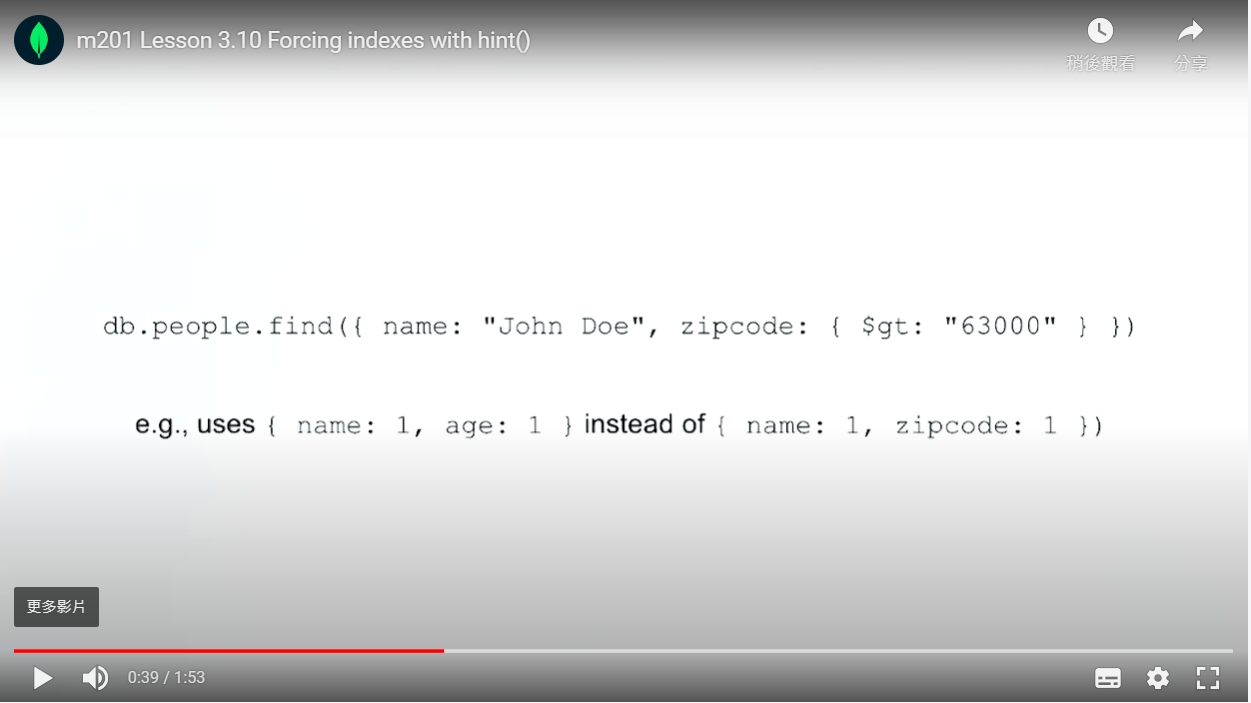 m201 Lesson 3.10 Forcing indexes with hint()
稍後觀看
分享
db.people.find({ name: "John Doe", zipcode: { $gt: "63000" } })
e.g., uses { name: 1, age: 1 } instead of { name: 1, zipcode: 1 })
更多影片
0:39 / 1:53